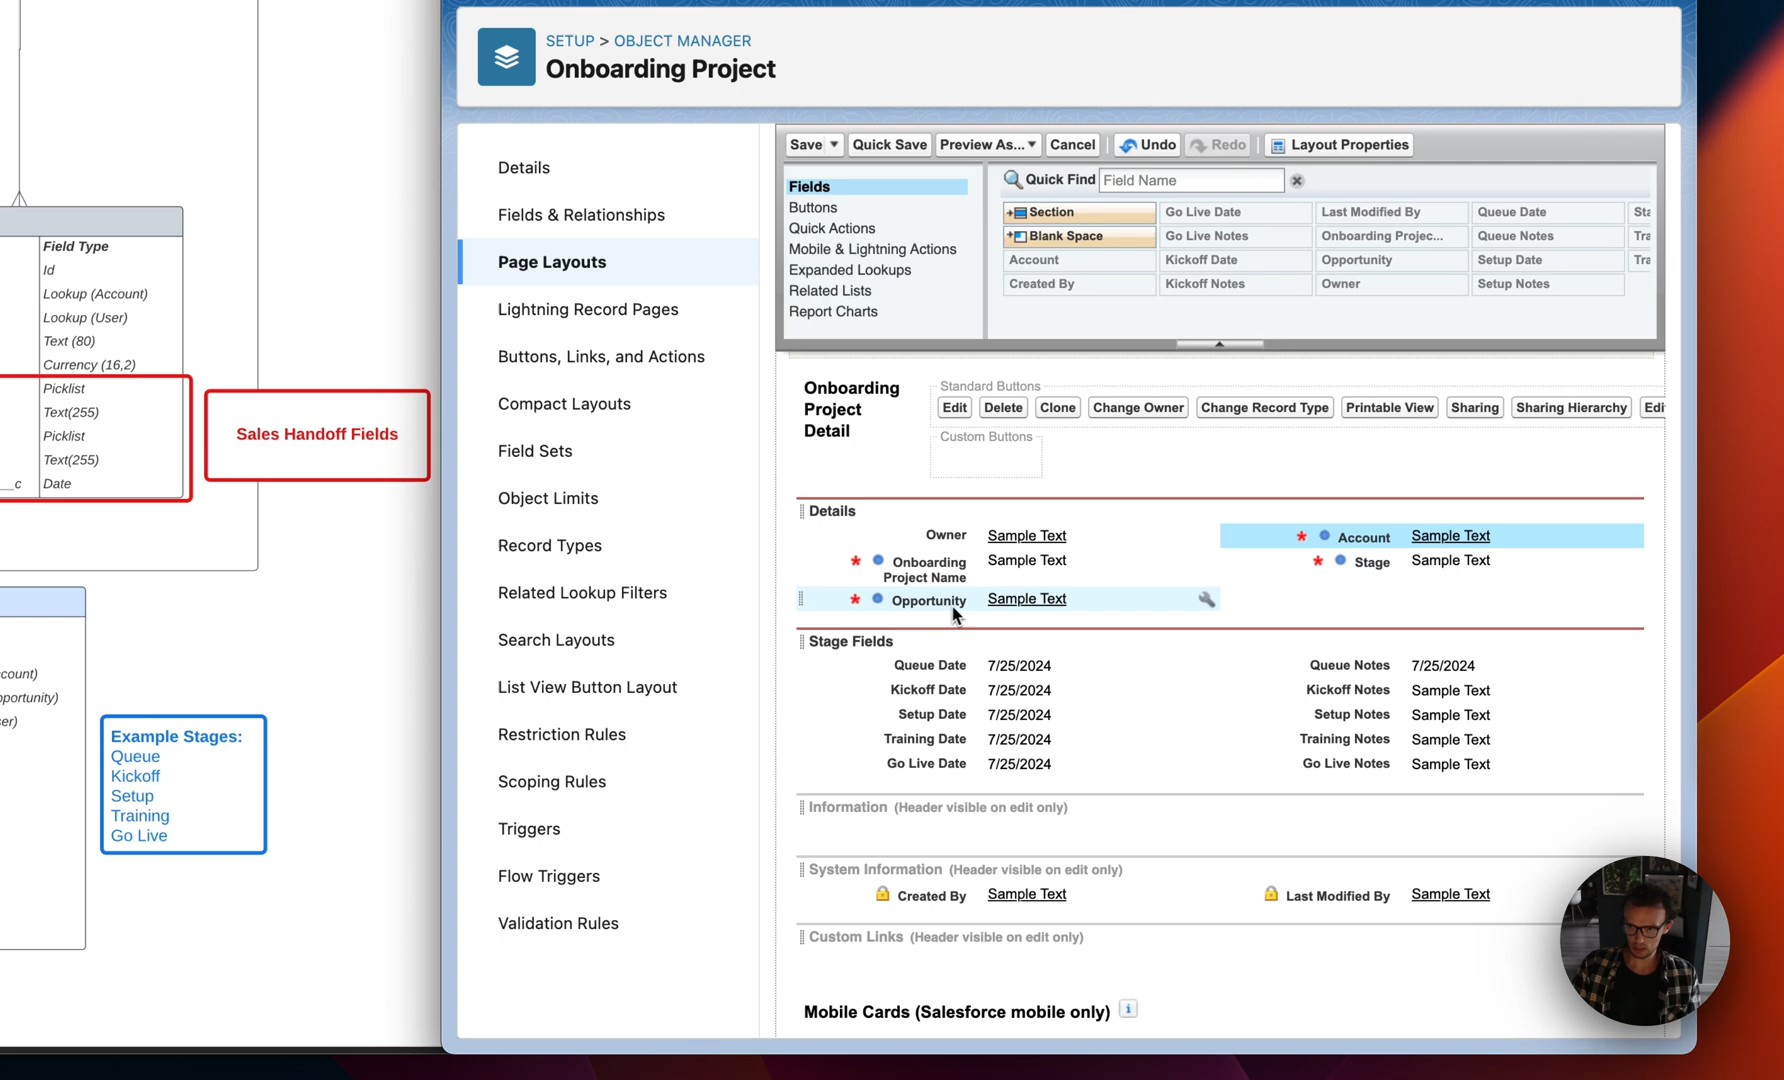 SETUP > OBJECT MANAGER
Onboarding Project
Field Type
Id
Lookup (Account)
Lookup (User)
Text (80)
Currency (16,2)
Picklist
Text(255)
Picklist
Text(255)
__c Date
Sales Handoff Fields
count)
portunity)
er)
Example Stages:
Queue
Kickoff
Setup
Training
Go Live
Details
Fields & Relationships
Page Layouts
Lightning Record Pages
Buttons, Links, and Actions
Compact Layouts
Field Sets
Object Limits
Record Types
Related Lookup Filters
Search Layouts
List View Button Layout
Restriction Rules
Scoping Rules
Triggers
Flow Triggers
Validation Rules
Save Quick Save Preview As... Cancel Undo Redo Layout Properties
Fields
Buttons
Quick Actions
Mobile & Lightning Actions
Expanded Lookups
Related Lists
Report Charts
Quick Find Field Name
Section Go Live Date Last Modified By Queue Date Sta
Blank Space Go Live Notes Onboarding Projec... Queue Notes Tra
Account Kickoff Date Opportunity Setup Date Tra
Created By Kickoff Notes Owner Setup Notes
Onboarding
Project
Detail
Standard Buttons
Edit Delete Clone Change Owner Change Record Type Printable View Sharing Sharing Hierarchy Edi
Custom Buttons
Details
Owner Sample Text * Account Sample Text
* Onboarding Project Name Sample Text * Stage Sample Text
* Opportunity Sample Text
Stage Fields
Queue Date 7/25/2024 Queue Notes 7/25/2024
Kickoff Date 7/25/2024 Kickoff Notes Sample Text
Setup Date 7/25/2024 Setup Notes Sample Text
Training Date 7/25/2024 Training Notes Sample Text
Go Live Date 7/25/2024 Go Live Notes Sample Text
Information (Header visible on edit only)
System Information (Header visible on edit only)
Created By Sample Text Last Modified By Sample Text
Custom Links (Header visible on edit only)
Mobile Cards (Salesforce mobile only) i